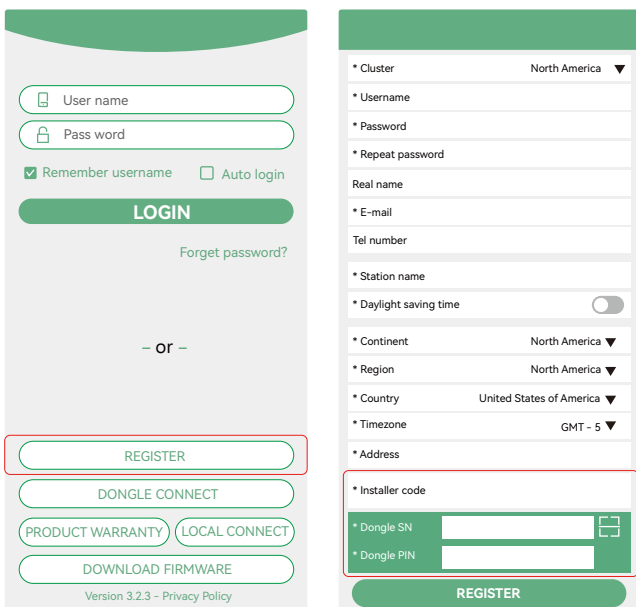 User name
Pass word
Remember username
Auto login
LOGIN
Forget password?
– or –
REGISTER
DONGLE CONNECT
PRODUCT WARRANTY
LOCAL CONNECT
DOWNLOAD FIRMWARE
Version 3.2.3 - Privacy Policy
* Cluster North America
* Username
* Password
* Repeat password
Real name
* E-mail
Tel number
* Station name
* Daylight saving time
* Continent North America
* Region North America
* Country United States of America
* Timezone GMT - 5
* Address
* Installer code
* Dongle SN
* Dongle PIN
REGISTER